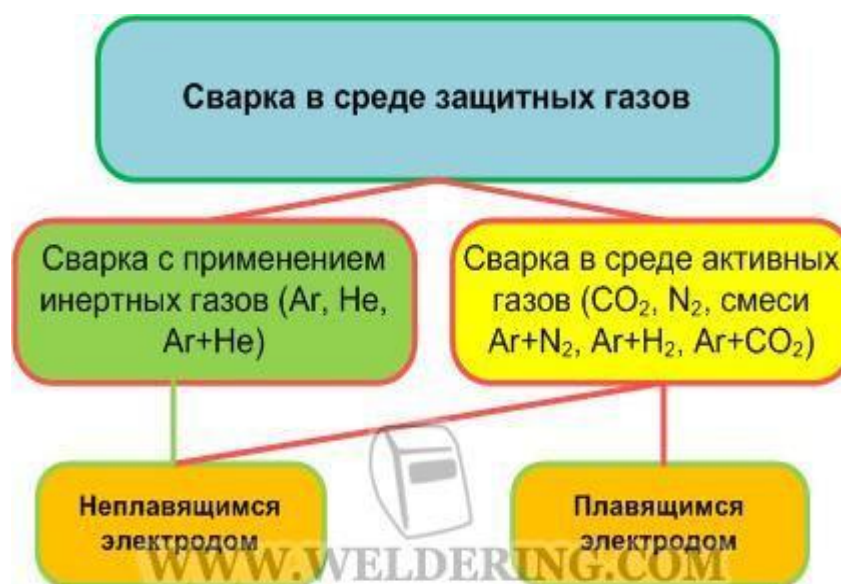 Сварка в среде защитных газов
Сварка с применением
инертных газов (Ar, He,
Ar+He)
Сварка в среде активных
газов (CO₂, N₂, смеси
Ar+N₂, Ar+H₂, Ar+CO₂)
Неплавящимся
электродом
Плавящимся
электродом
WWW.WELDERING.COM